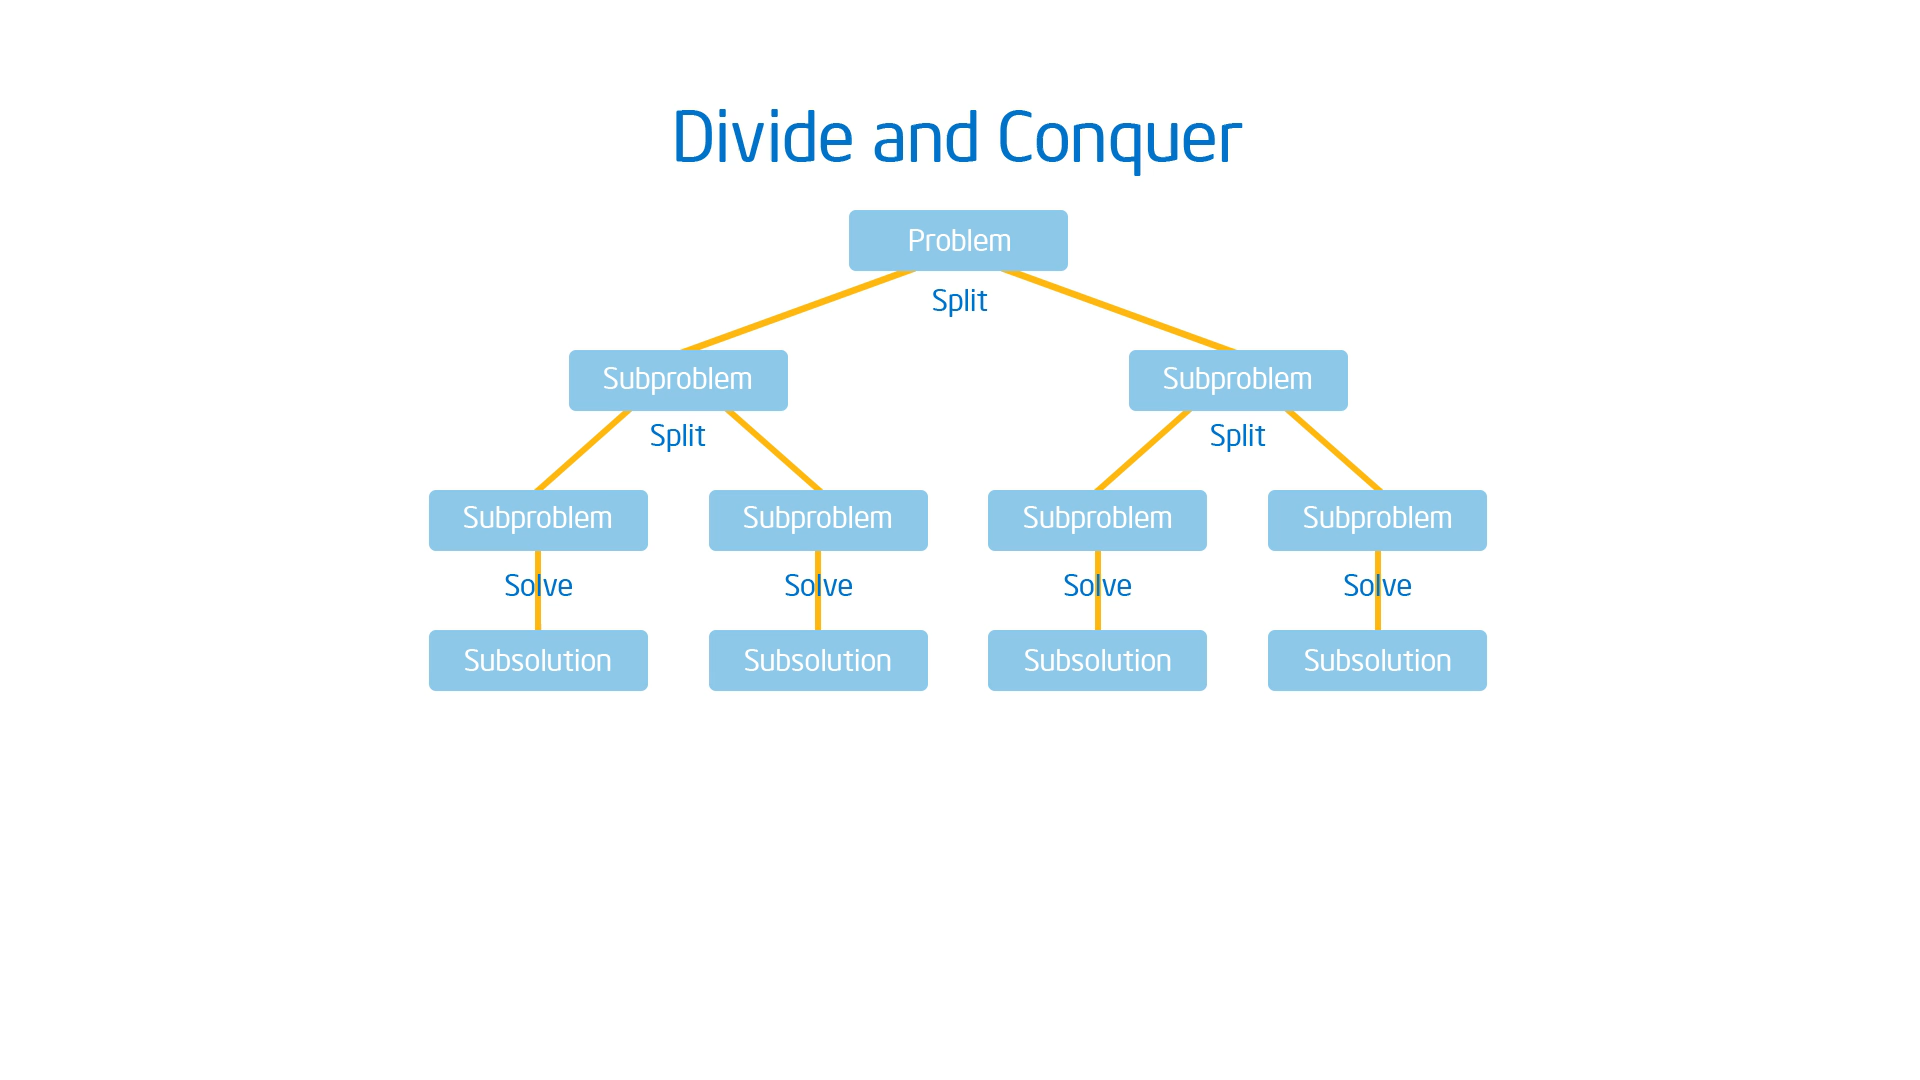 Divide and Conquer
Problem
Split
Subproblem Subproblem
Split Split
Subproblem Subproblem Subproblem Subproblem
Solve Solve Solve Solve
Subsolution Subsolution Subsolution Subsolution